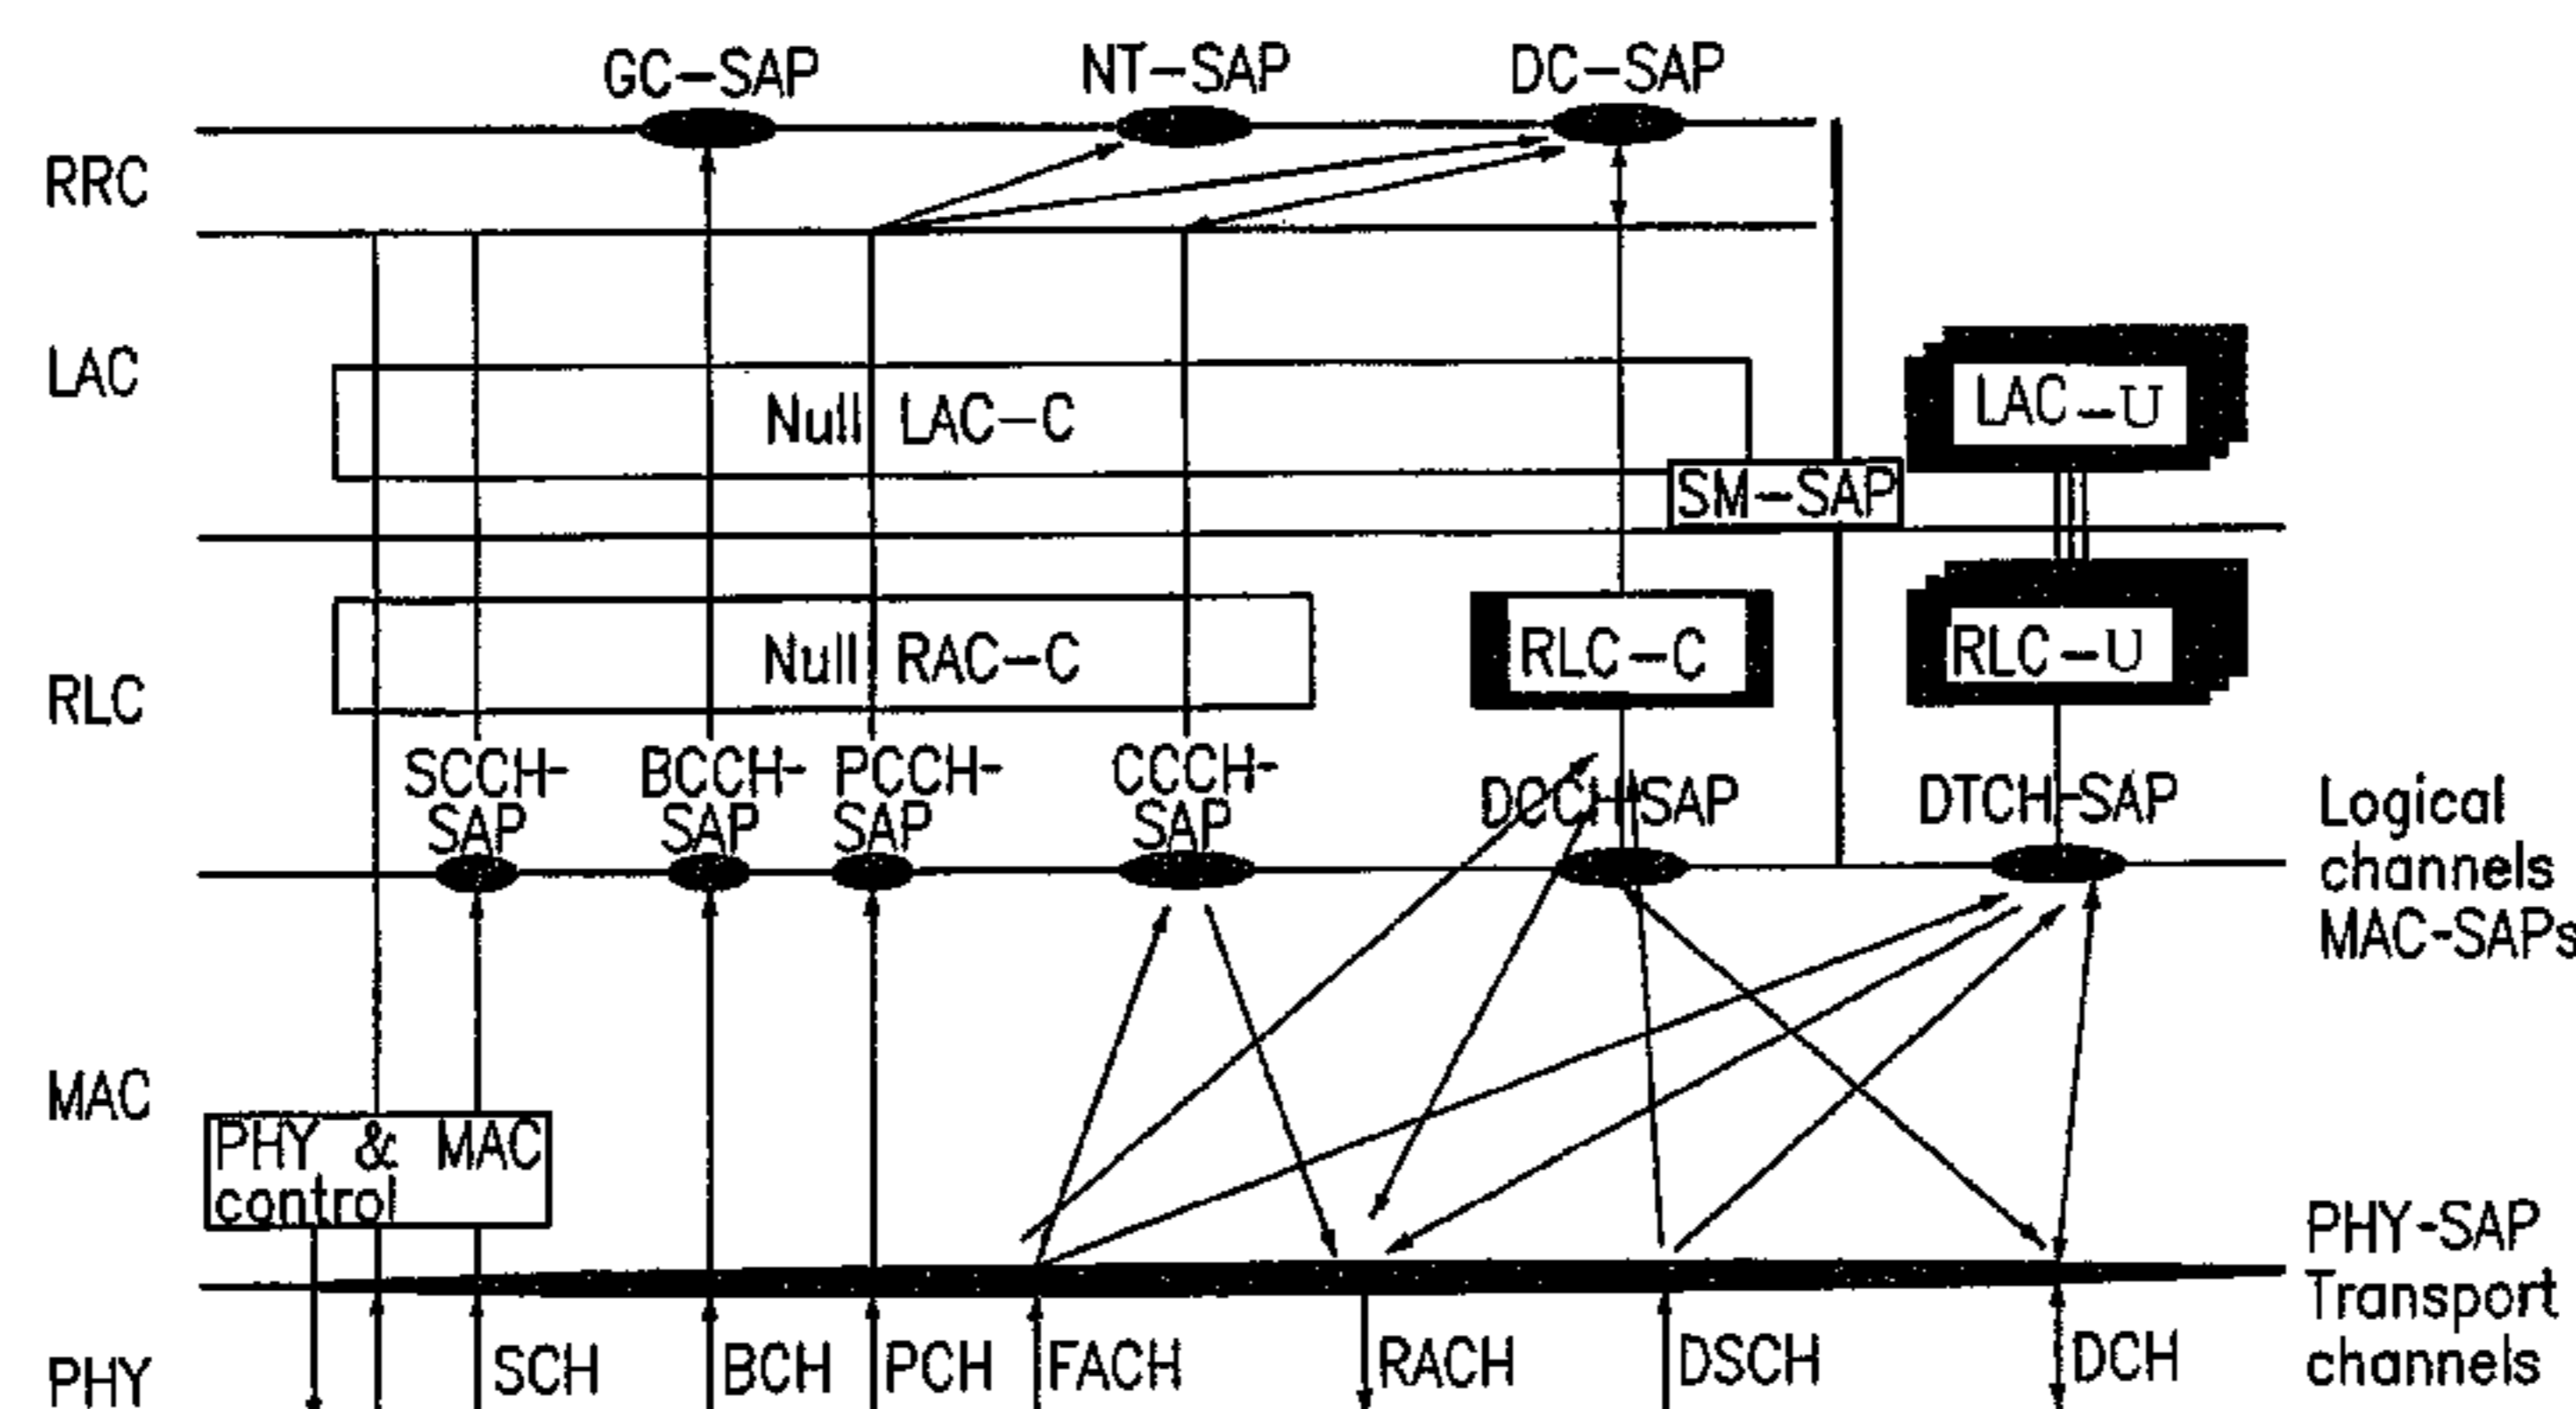 GC-SAP NT-SAP DC-SAP
RRC
LAC
LAC-U
Null LAC-C
SM-SAP
RLC
Null RAC-C
RLC-C
RLC-U
SCCH-
SAP
BCCH-
SAP
PCCH-
SAP
CCCH-
SAP
DCCH-SAP
DTCH-SAP
Logical
channels
MAC-SAPs
MAC
PHY & MAC
control
PHY-SAP
Transport
channels
PHY
SCH BCH PCH FACH RACH DSCH DCH